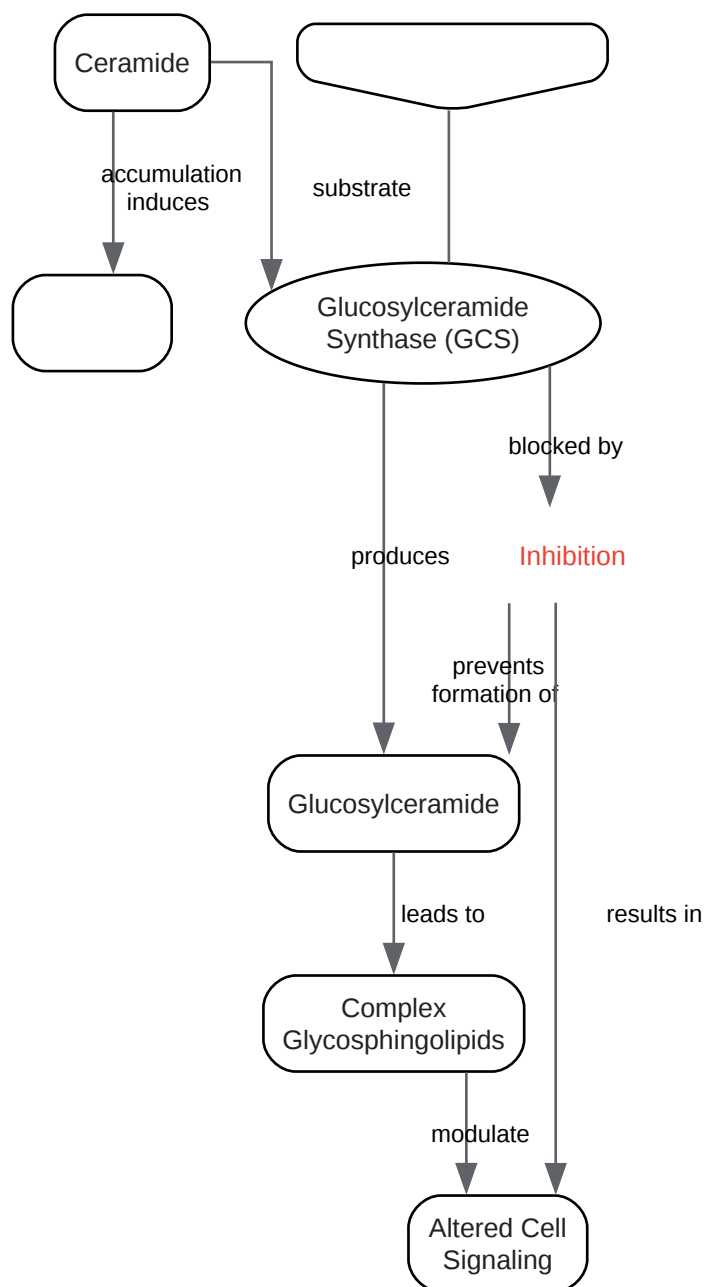 Ceramide
accumulation
induces
substrate
Glucosylceramide
Synthase (GCS)
blocked by
produces
Inhibition
prevents
formation of
Glucosylceramide
leads to
results in
Complex
Glycosphingolipids
modulate
Altered Cell
Signaling